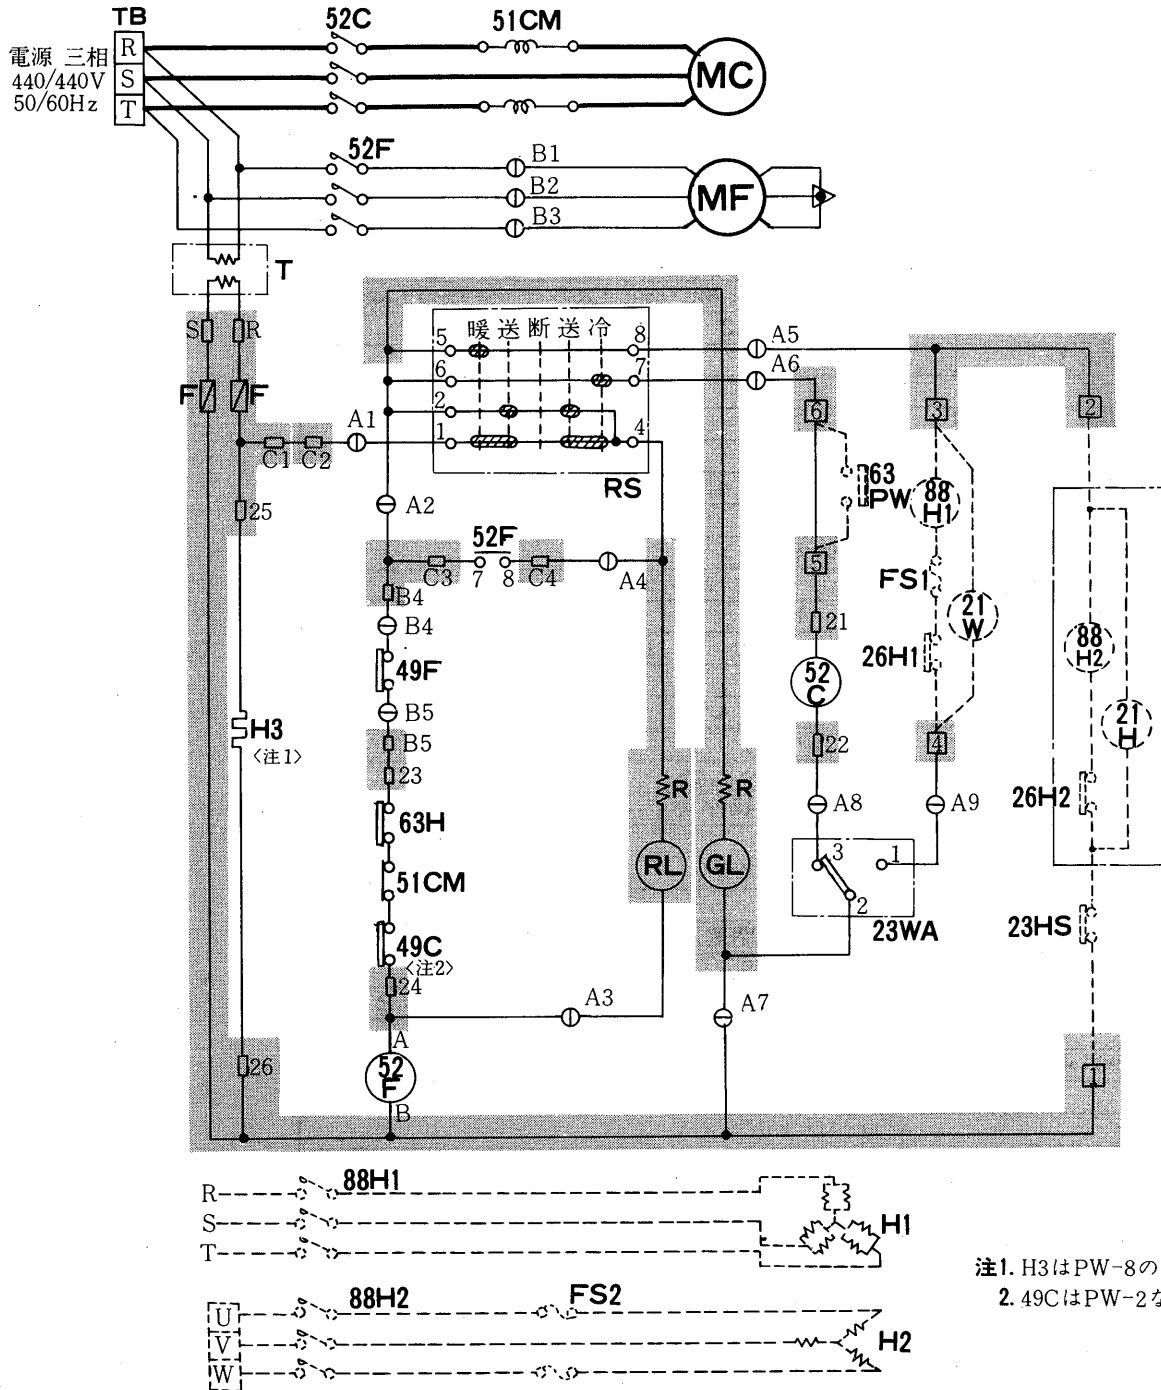 TB
52C
51CM
電源 三相
440/440V
50/60Hz
R
S
T
MC
52F
B1
B2
B3
MF
T
S
R
F
F
暖 送 断 送 冷
5
8
6
7
2
1
4
RS
A5
A6
A1
C1
C2
25
A2
52F
C3
7
8
C4
A4
B4
B4
49F
B5
B5
23
63H
51CM
49C
〈注2〉
24
A3
A
52
F
B
H3
〈注1〉
26
R
RL
R
GL
A7
6
63
PW
5
21
52
C
22
A8
3
1
2
23WA
3
88
H1
FS1
21
W
26H1
4
A9
2
88
H2
21
H
26H2
23HS
1
R
S
T
88H1
H1
U
V
W
88H2
FS2
H2
注1. H3はPW-8の
2. 49CはPW-2な